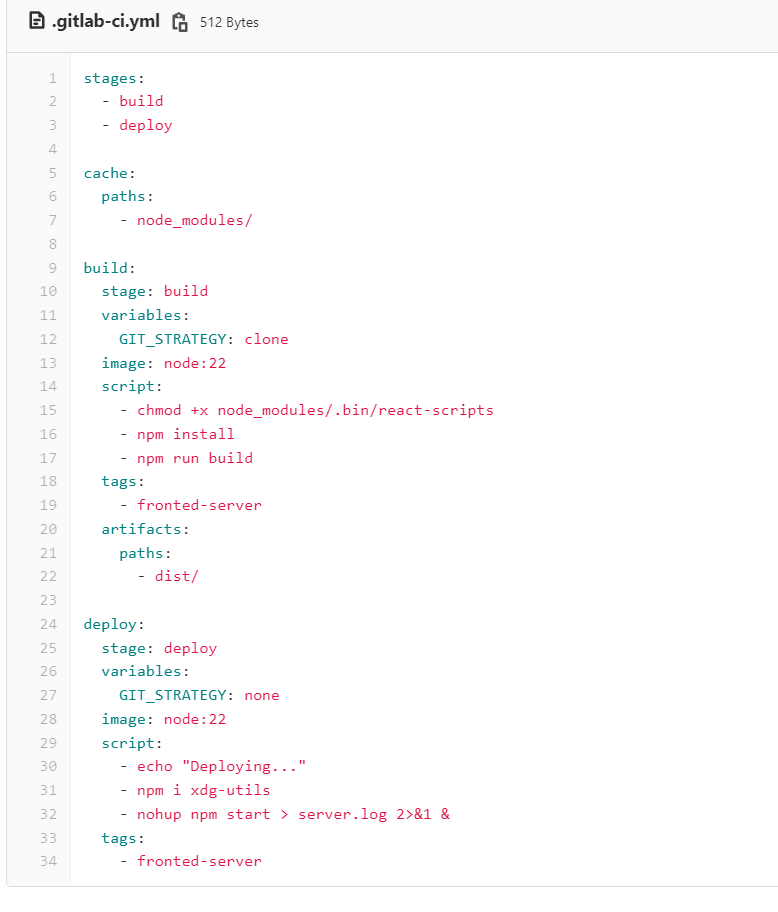 .gitlab-ci.yml 512 Bytes
1 stages:
2   - build
3   - deploy
4
5 cache:
6   paths:
7     - node_modules/
8
9 build:
10   stage: build
11   variables:
12     GIT_STRATEGY: clone
13   image: node:22
14   script:
15     - chmod +x node_modules/.bin/react-scripts
16     - npm install
17     - npm run build
18   tags:
19     - fronted-server
20   artifacts:
21     paths:
22       - dist/
23
24 deploy:
25   stage: deploy
26   variables:
27     GIT_STRATEGY: none
28   image: node:22
29   script:
30     - echo "Deploying..."
31     - npm i xdg-utils
32     - nohup npm start > server.log 2>&1 &
33   tags:
34     - fronted-server